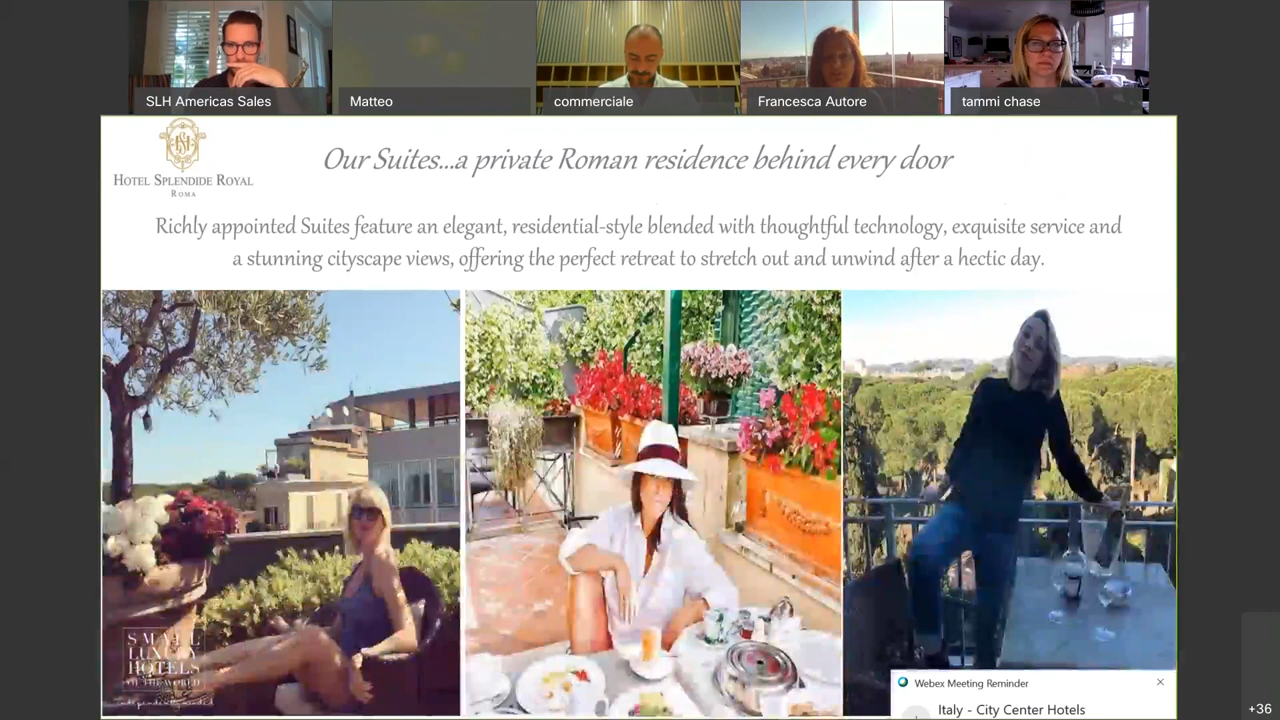 SLH Americas Sales
Matteo
commerciale
Francesca Autore
tammi chase
HOTEL SPLENDIDE ROYAL
ROMA
Our Suites...a private Roman residence behind every door
Richly appointed Suites feature an elegant, residential-style blended with thoughtful technology, exquisite service and
a stunning cityscape views, offering the perfect retreat to stretch out and unwind after a hectic day.
SMALL
LUXURY
HOTELS
OF THE WORLD
independently minded
Webex Meeting Reminder
Italy - City Center Hotels
+36